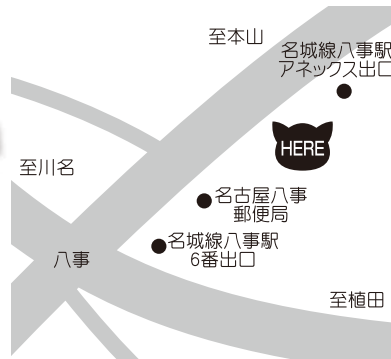 至本山
名城線八事駅
アネックス出口
HERE
至川名
名古屋八事
郵便局
名城線八事駅
6番出口
八事
至植田